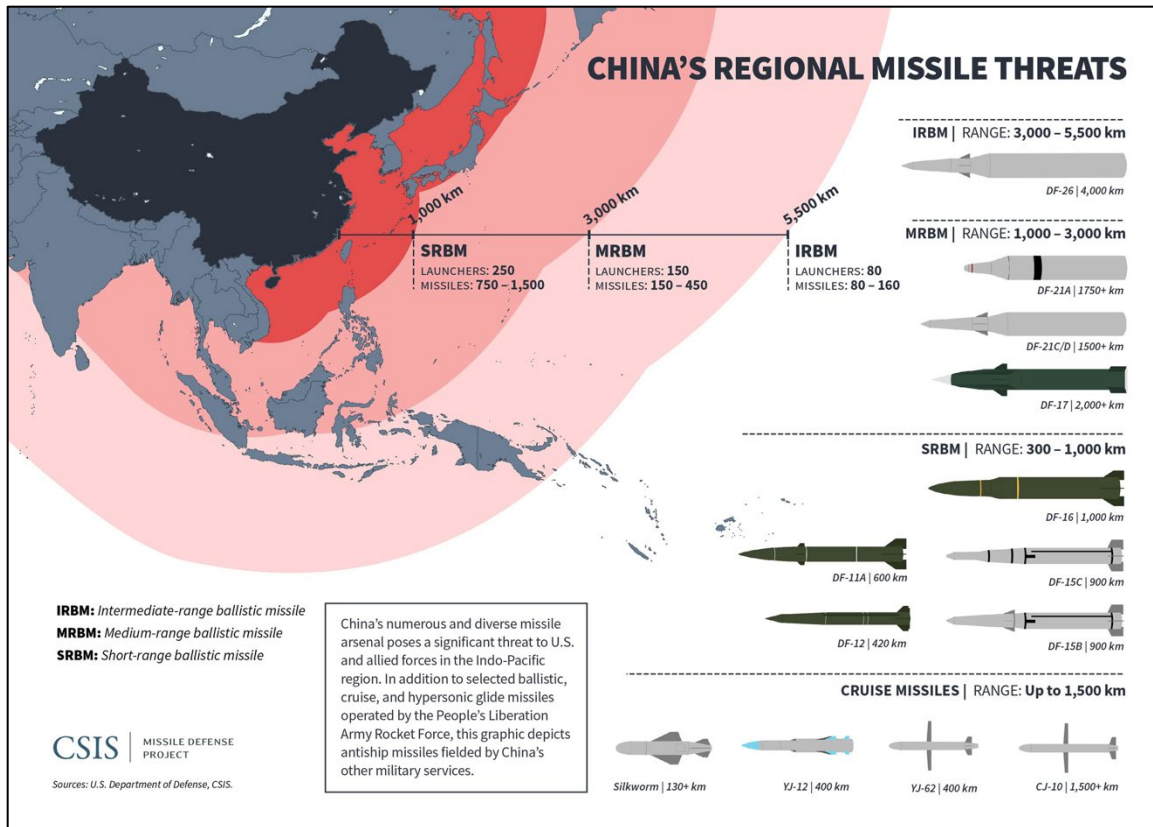 CHINA'S REGIONAL MISSILE THREATS
1,000 km
3,000 km
5,500 km
SRBM
LAUNCHERS: 250
MISSILES: 750 – 1,500
MRBM
LAUNCHERS: 150
MISSILES: 150 – 450
IRBM
LAUNCHERS: 80
MISSILES: 80 – 160
IRBM | RANGE: 3,000 – 5,500 km
DF-26 | 4,000 km
MRBM | RANGE: 1,000 – 3,000 km
DF-21A | 1750+ km
DF-21C/D | 1500+ km
DF-17 | 2,000+ km
SRBM | RANGE: 300 – 1,000 km
DF-16 | 1,000 km
DF-11A | 600 km
DF-15C | 900 km
DF-12 | 420 km
DF-15B | 900 km
CRUISE MISSILES | RANGE: Up to 1,500 km
Silkworm | 130+ km
YJ-12 | 400 km
YJ-62 | 400 km
CJ-10 | 1,500+ km
IRBM: Intermediate-range ballistic missile
MRBM: Medium-range ballistic missile
SRBM: Short-range ballistic missile
China's numerous and diverse missile
arsenal poses a significant threat to U.S.
and allied forces in the Indo-Pacific
region. In addition to selected ballistic,
cruise, and hypersonic glide missiles
operated by the People's Liberation
Army Rocket Force, this graphic depicts
antiship missiles fielded by China's
other military services.
CSIS | MISSILE DEFENSE
PROJECT
Sources: U.S. Department of Defense, CSIS.